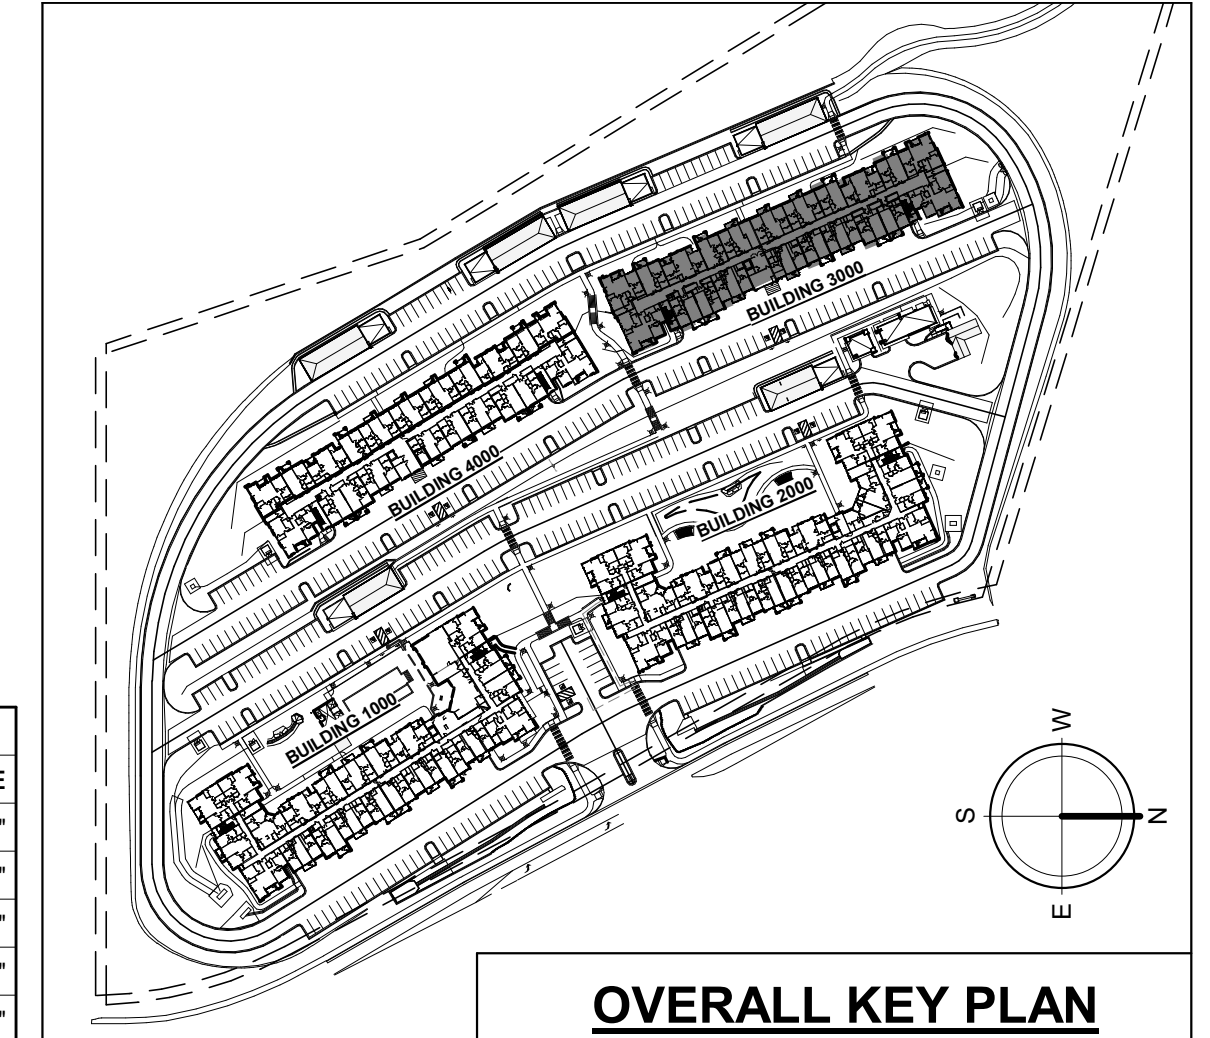 BUILDING 3000
BUILDING 4000
BUILDING 2000
BUILDING 1000
E
"
"
"
"
"
W
S
N
E
OVERALL KEY PLAN